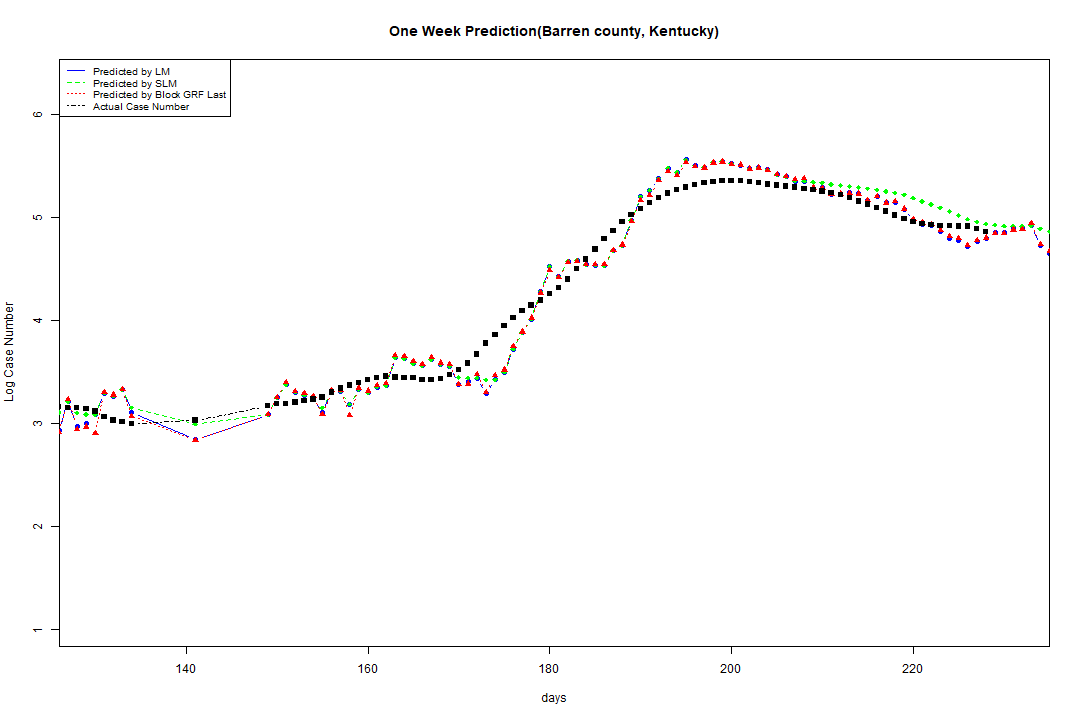 One Week Prediction(Barren county, Kentucky)
Predicted by LM
Predicted by SLM
Predicted by Block GRF Last
Actual Case Number
6
5
4
3
2
1
Log Case Number
140 160 180 200 220
days